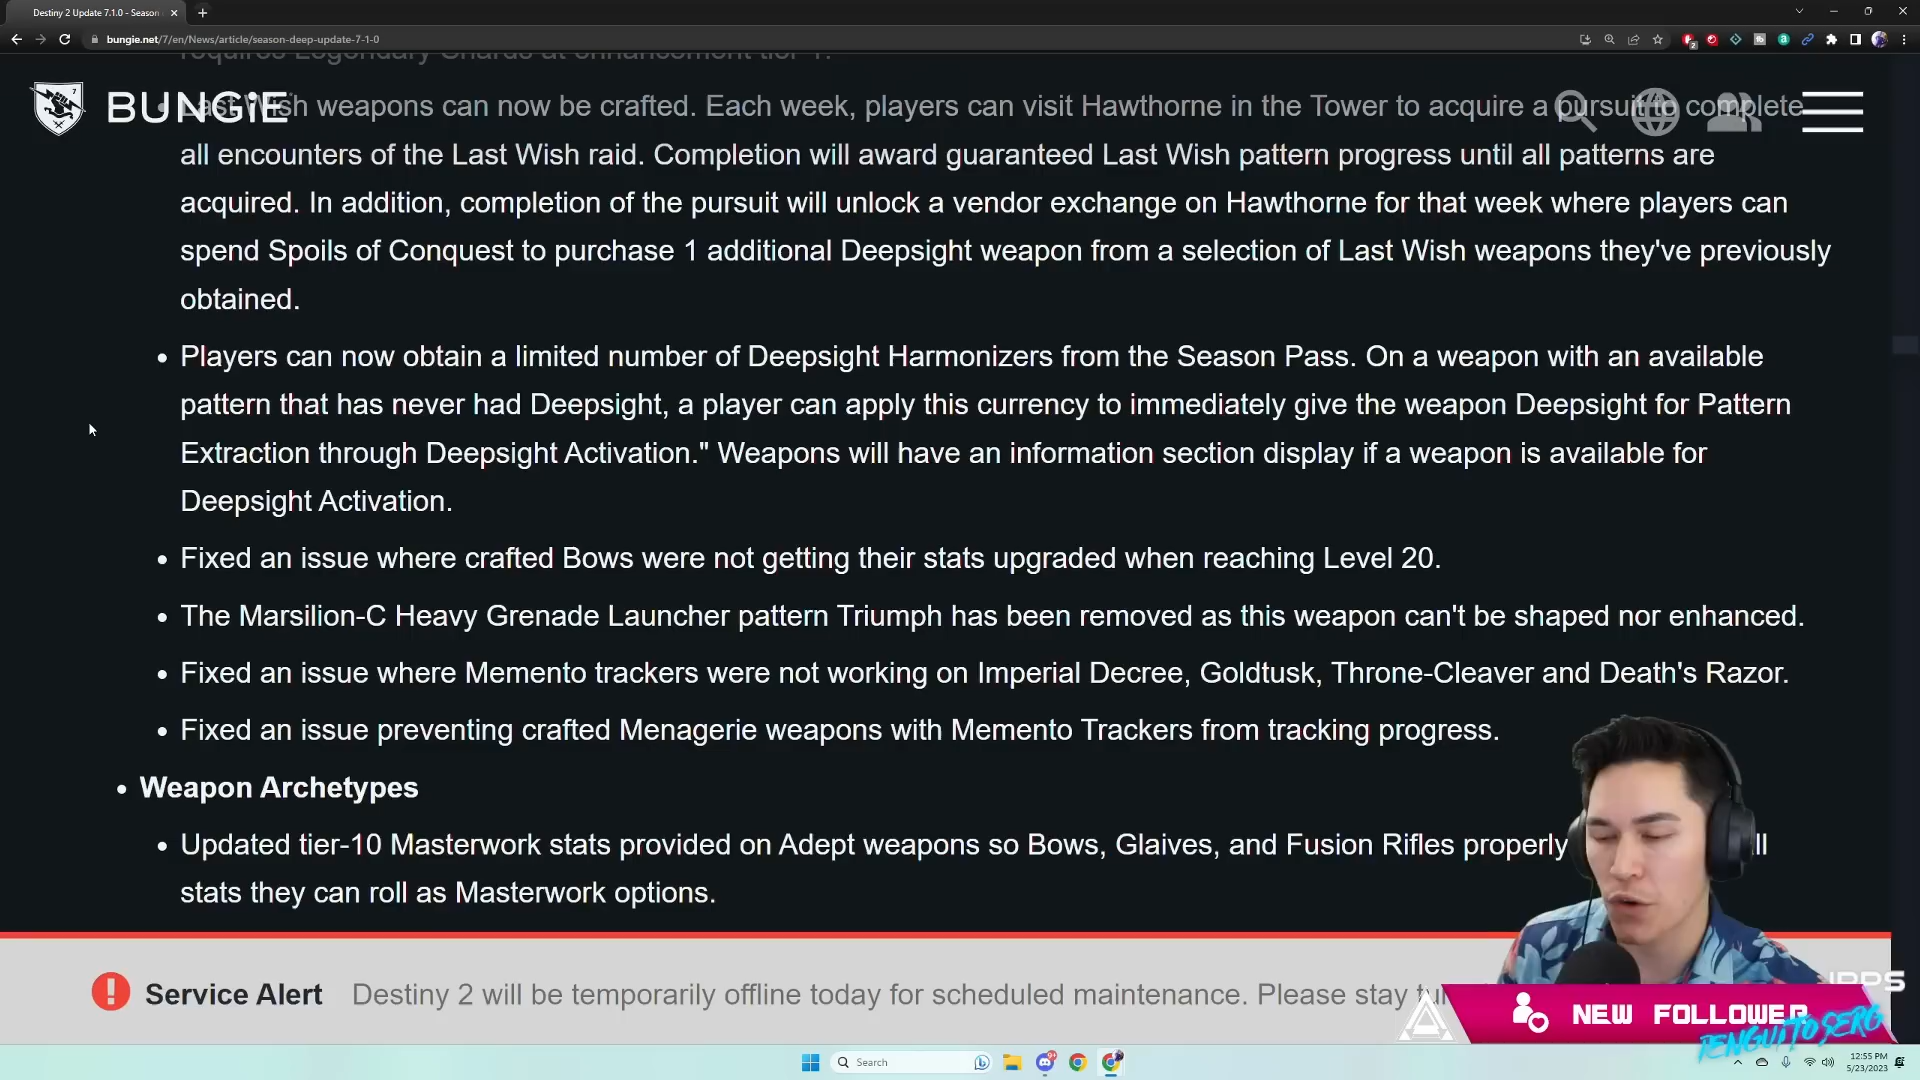 Destiny 2 Update 7.1.0 - Season
bungie.net/7/en/News/article/season-deep-update-7-1-0
requires Legendary Shards at enhancement tier 1.
BUNGiE
Last Wish weapons can now be crafted. Each week, players can visit Hawthorne in the Tower to acquire a pursuit to complete
all encounters of the Last Wish raid. Completion will award guaranteed Last Wish pattern progress until all patterns are
acquired. In addition, completion of the pursuit will unlock a vendor exchange on Hawthorne for that week where players can
spend Spoils of Conquest to purchase 1 additional Deepsight weapon from a selection of Last Wish weapons they've previously
obtained.
Players can now obtain a limited number of Deepsight Harmonizers from the Season Pass. On a weapon with an available
pattern that has never had Deepsight, a player can apply this currency to immediately give the weapon Deepsight for Pattern
Extraction through Deepsight Activation." Weapons will have an information section display if a weapon is available for
Deepsight Activation.
Fixed an issue where crafted Bows were not getting their stats upgraded when reaching Level 20.
The Marsilion-C Heavy Grenade Launcher pattern Triumph has been removed as this weapon can't be shaped nor enhanced.
Fixed an issue where Memento trackers were not working on Imperial Decree, Goldtusk, Throne-Cleaver and Death's Razor.
Fixed an issue preventing crafted Menagerie weapons with Memento Trackers from tracking progress.
Weapon Archetypes
Updated tier-10 Masterwork stats provided on Adept weapons so Bows, Glaives, and Fusion Rifles properly
stats they can roll as Masterwork options.
Service Alert Destiny 2 will be temporarily offline today for scheduled maintenance. Please stay
NEW FOLLOWER
Search
12:55 PM
5/23/2023